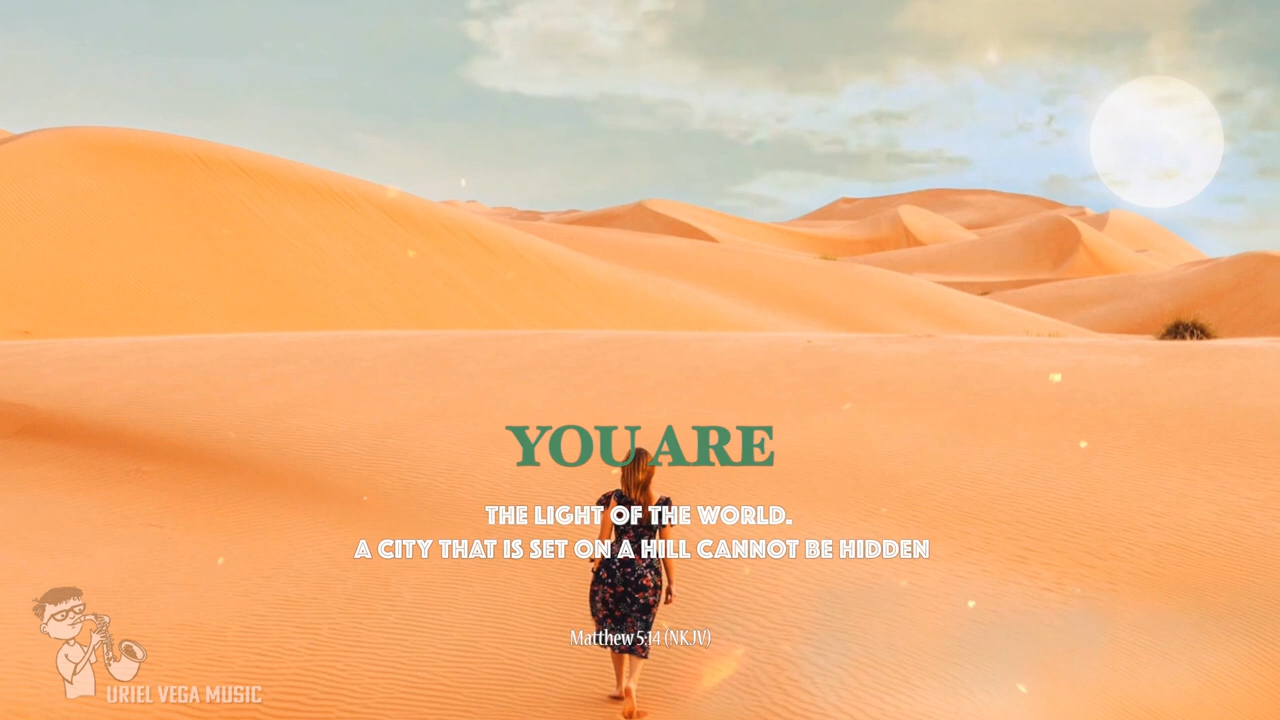 YOU ARE
THE LIGHT OF THE WORLD.
A CITY THAT IS SET ON A HILL CANNOT BE HIDDEN
Matthew 5:14 (NKJV)
URIEL VEGA MUSIC